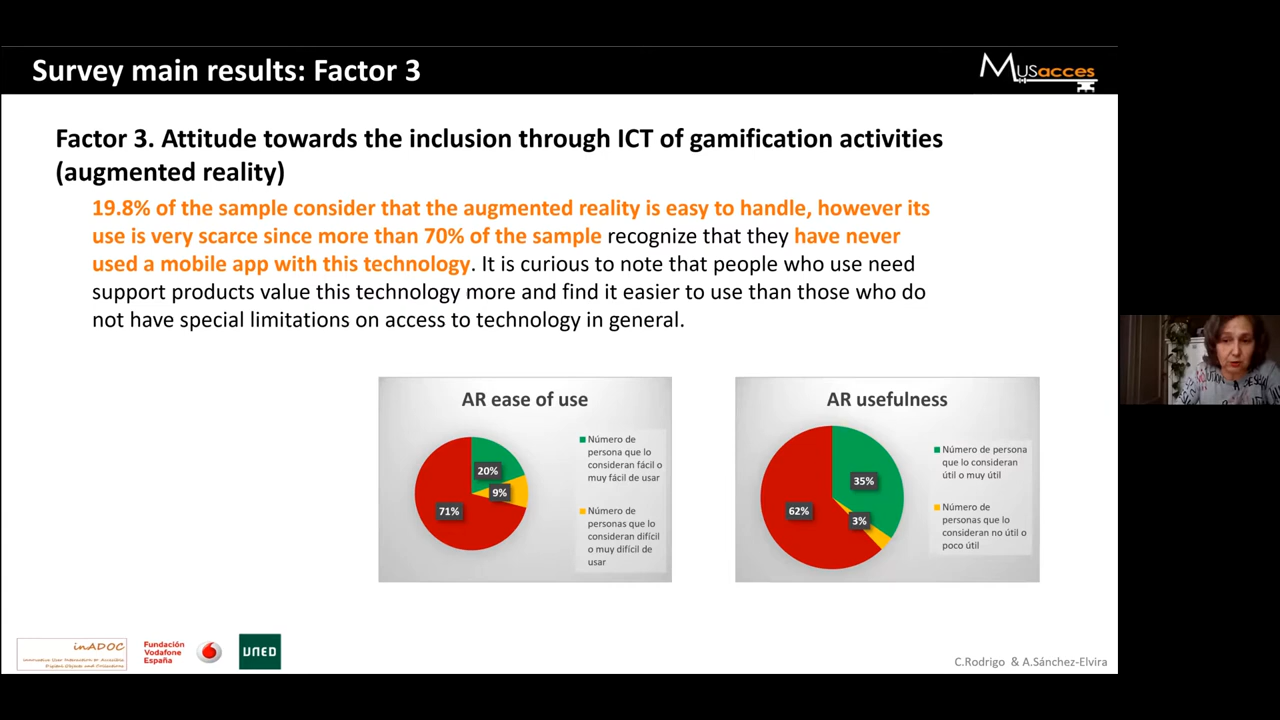 Survey main results: Factor 3
Musacces
Factor 3. Attitude towards the inclusion through ICT of gamification activities
(augmented reality)
19.8% of the sample consider that the augmented reality is easy to handle, however its
use is very scarce since more than 70% of the sample recognize that they have never
used a mobile app with this technology. It is curious to note that people who use need
support products value this technology more and find it easier to use than those who do
not have special limitations on access to technology in general.
AR ease of use
20%
9%
71%
Número de
persona que lo
consideran fácil o
muy fácil de usar
Número de
personas que lo
consideran difícil
o muy difícil de
usar
AR usefulness
35%
62%
3%
Número de persona
que lo consideran
útil o muy útil
Número de
personas que lo
consideran no útil o
poco útil
inADOC
Fundación
Vodafone
España
UNED
C.Rodrigo & A.Sánchez-Elvira